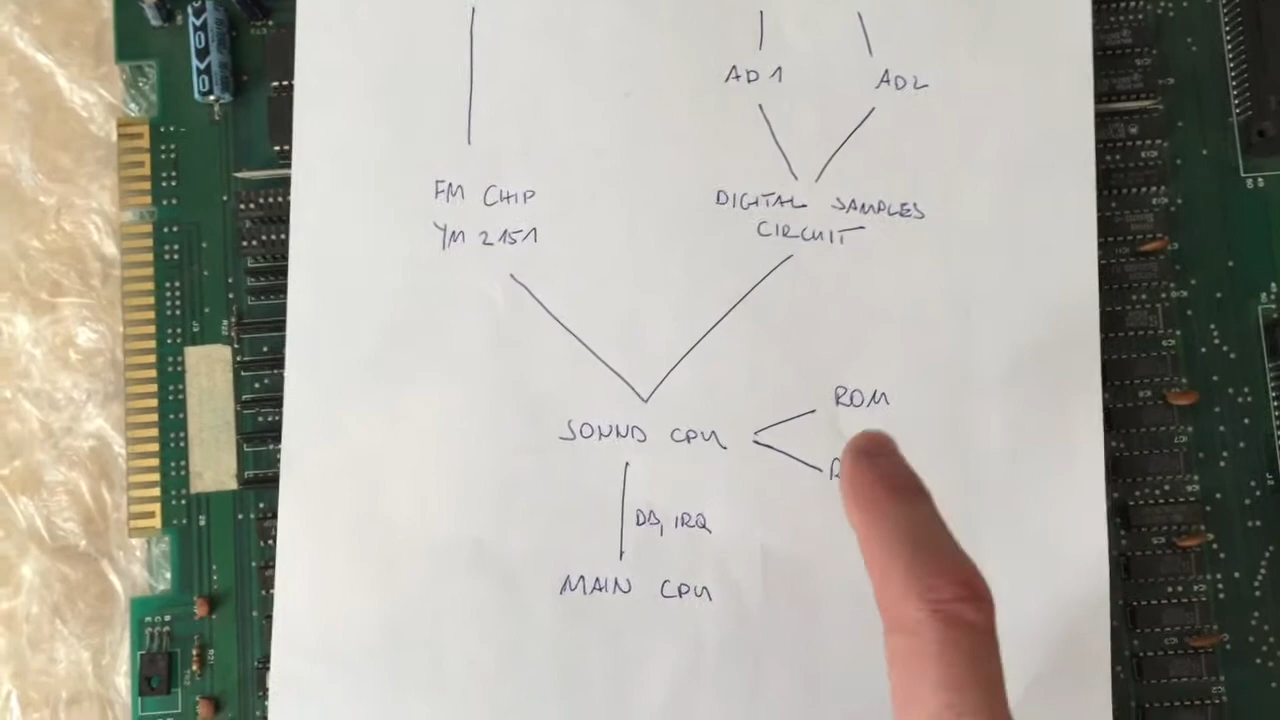 AD1
AD2
FM CHIP
YM 2151
DIGITAL SAMPLES
CIRCUIT
SOUND CPU
ROM
DB, IRQ
MAIN CPU